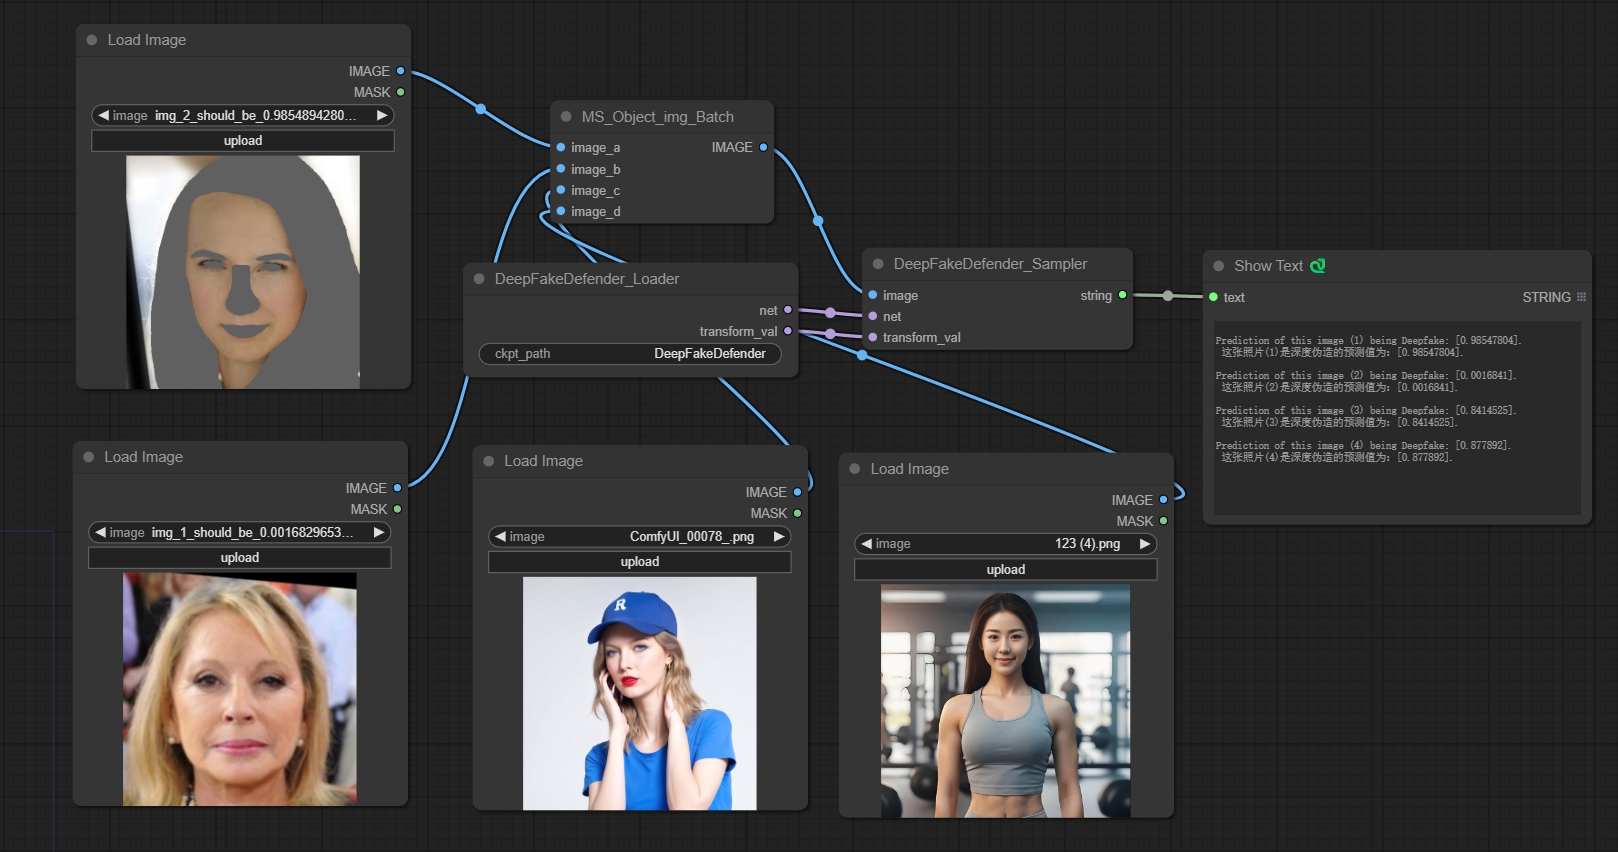 Load Image
IMAGE
MASK
image img_2_should_be_0.9854894280...
upload
MS_Object_img_Batch
image_a IMAGE
image_b
image_c
image_d
DeepFakeDefender_Loader
net
transform_val
ckpt_path DeepFakeDefender
DeepFakeDefender_Sampler
image string
net
transform_val
Show Text
text STRING
Prediction of this image (1) being Deepfake: [0.98547804].
这张照片(1)是深度伪造的预测值为: [0.98547804].
Prediction of this image (2) being Deepfake: [0.0016841].
这张照片(2)是深度伪造的预测值为: [0.0016841].
Prediction of this image (3) being Deepfake: [0.8414525].
这张照片(3)是深度伪造的预测值为: [0.8414525].
Prediction of this image (4) being Deepfake: [0.877892].
这张照片(4)是深度伪造的预测值为: [0.877892].
Load Image
IMAGE
MASK
image img_1_should_be_0.0016829653...
upload
Load Image
IMAGE
MASK
image ComfyUI_00078_.png
upload
R
Load Image
IMAGE
MASK
image 123 (4).png
upload